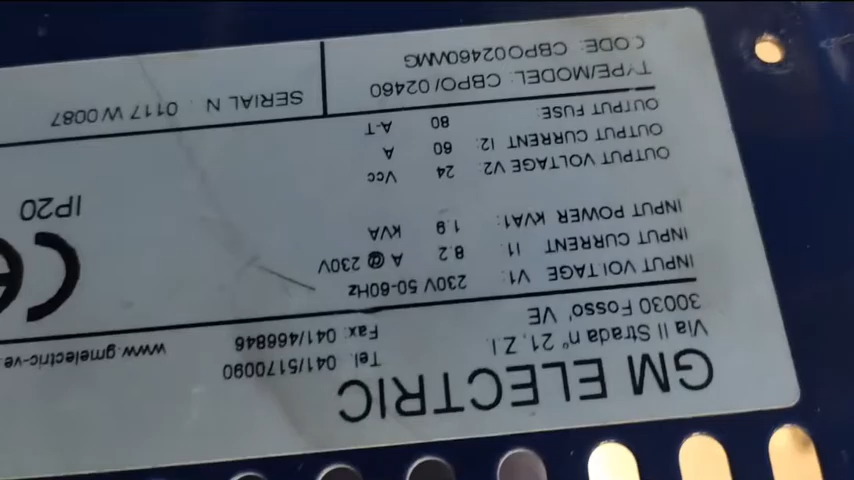 GM ELECTRIC
Via II Strada n° 21, Z.I.
30030 Fosso', VE
Tel. 041/5170090
Fax: 041/466846
www.gmelectric-ve.
INPUT VOLTAGE V1: 230V 50-60Hz
INPUT CURRENT I1 8.2 A @ 230V
INPUT POWER KVA1: 1.9 KVA
OUTPUT VOLTAGE V2: 24 Vcc
OUTPUT CURRENT I2: 60 A
OUTPUT FUSE: 80 A-T
CE
IP20
TYPE/MODEL: CBPO/02460
CODE: CBPO02460MWG
SERIAL N 0117 W 0087